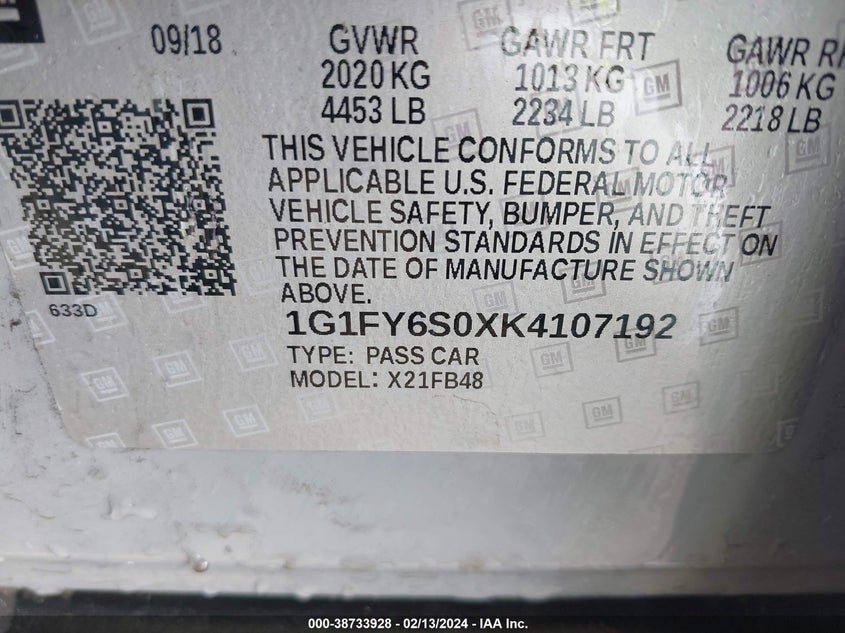 09/18 GVWR GAWR FRT GAWR
2020 KG 1013 KG 1006 KG
4453 LB 2234 LB 2218 LB
THIS VEHICLE CONFORMS TO ALL
APPLICABLE U.S. FEDERAL MOTOR
VEHICLE SAFETY, BUMPER, AND THEFT
PREVENTION STANDARDS IN EFFECT ON
THE DATE OF MANUFACTURE SHOWN
ABOVE.
633D
1G1FY6S0XK4107192
TYPE: PASS CAR
MODEL: X21FB48
GM
000-38733928 - 02/13/2024 - IAA Inc.